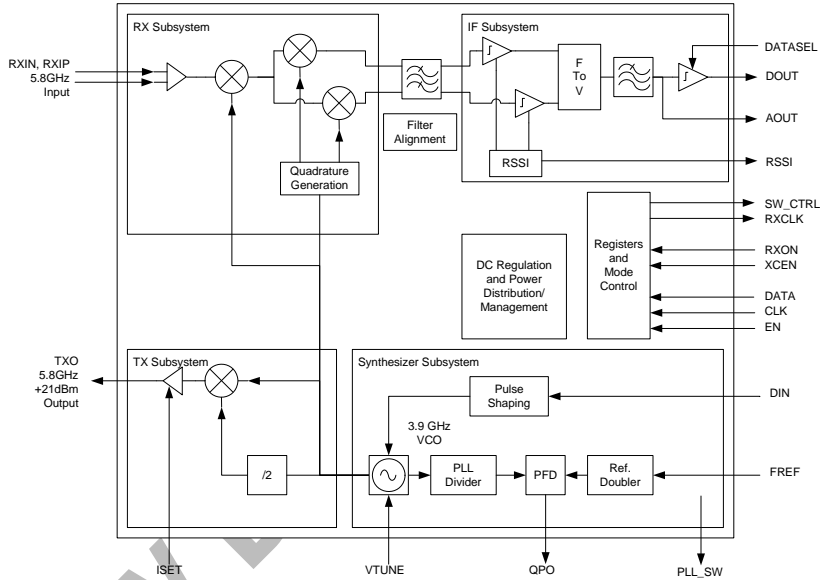 RX Subsystem
IF Subsystem
RXIN, RXIP
5.8GHz
Input
F
To
V
DATASEL
DOUT
AOUT
Filter
Alignment
RSSI
RSSI
Quadrature
Generation
SW_CTRL
RXCLK
Registers
and
Mode
Control
RXON
XCEN
DATA
CLK
EN
DC Regulation
and Power
Distribution/
Management
TXO
5.8GHz
+21dBm
Output
TX Subsystem
Synthesizer Subsystem
Pulse
Shaping
DIN
3.9 GHz
VCO
/2
PLL
Divider
PFD
Ref.
Doubler
FREF
ISET
VTUNE
QPO
PLL_SW